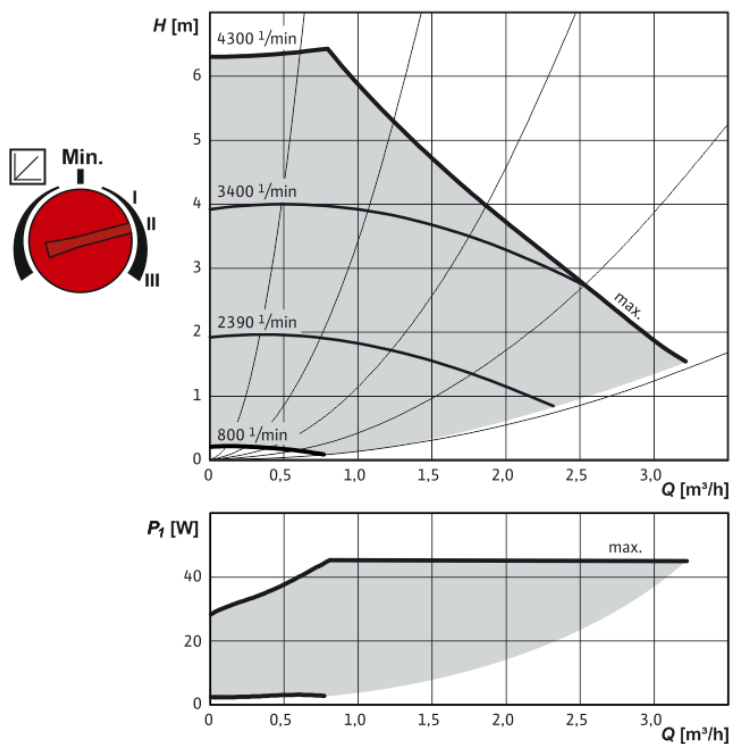 H [m]
4300 1/min
6
5
Min.
I
II
III
3400 1/min
4
3
max.
2390 1/min
2
1
800 1/min
0
0 0,5 1,0 1,5 2,0 2,5 3,0
Q [m³/h]
P1 [W]
max.
40
20
0
0 0,5 1,0 1,5 2,0 2,5 3,0
Q [m³/h]